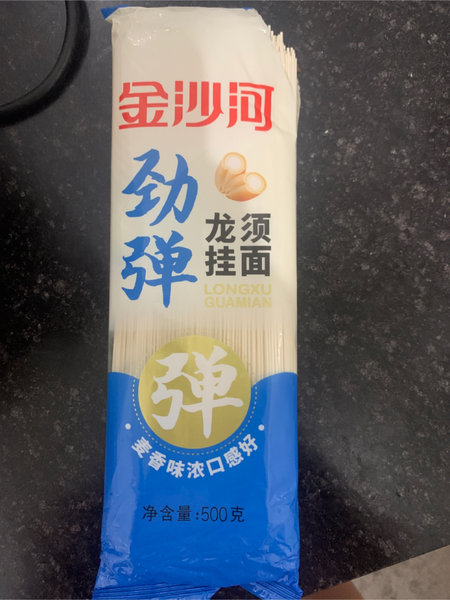 金沙河
劲弹
龙须
挂面
LONGXU
GUAMIAN
弹
麦香味浓口感好
净含量:500克